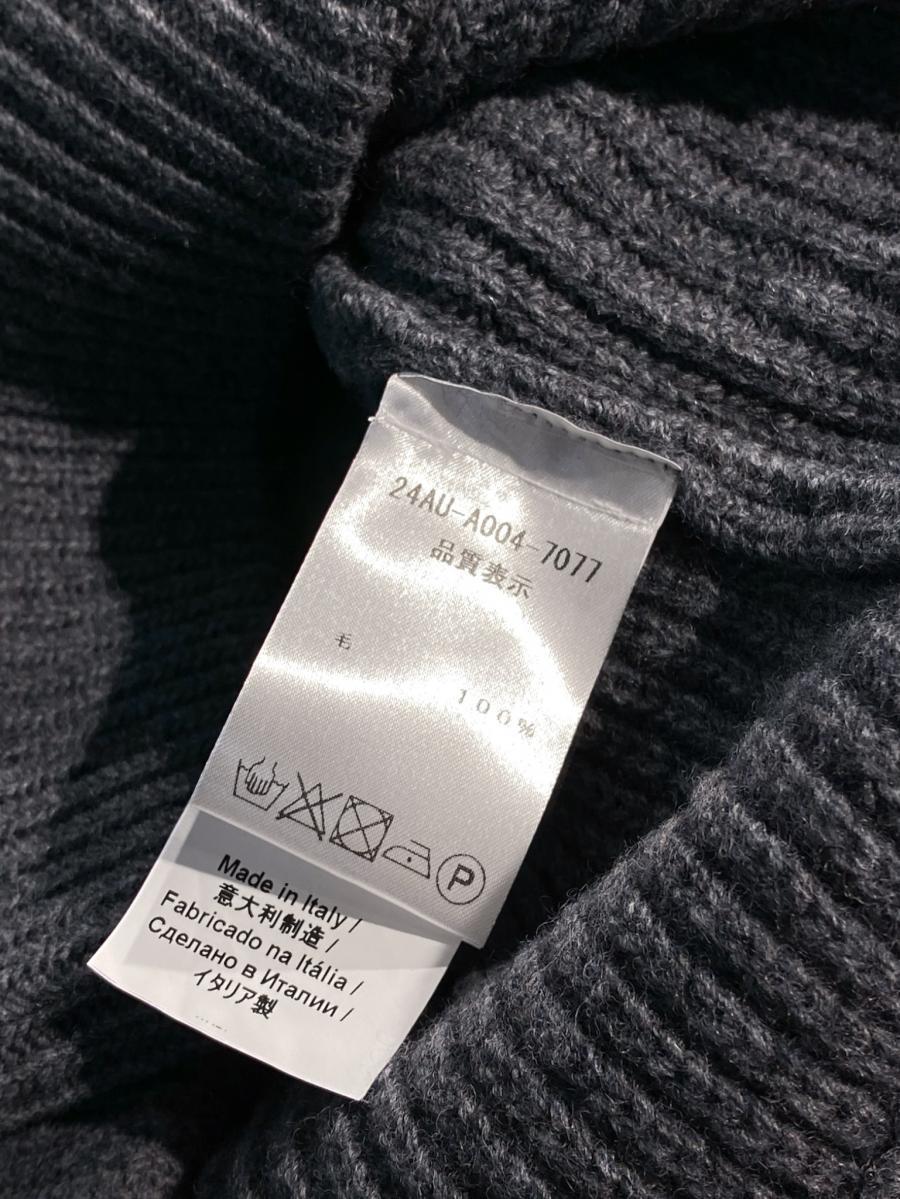 24AU-A004-7077
品質表示
毛
100%
P
Made in Italy /
意大利制造 /
Fabricado na Itália /
Сделано в Италии /
イタリア製